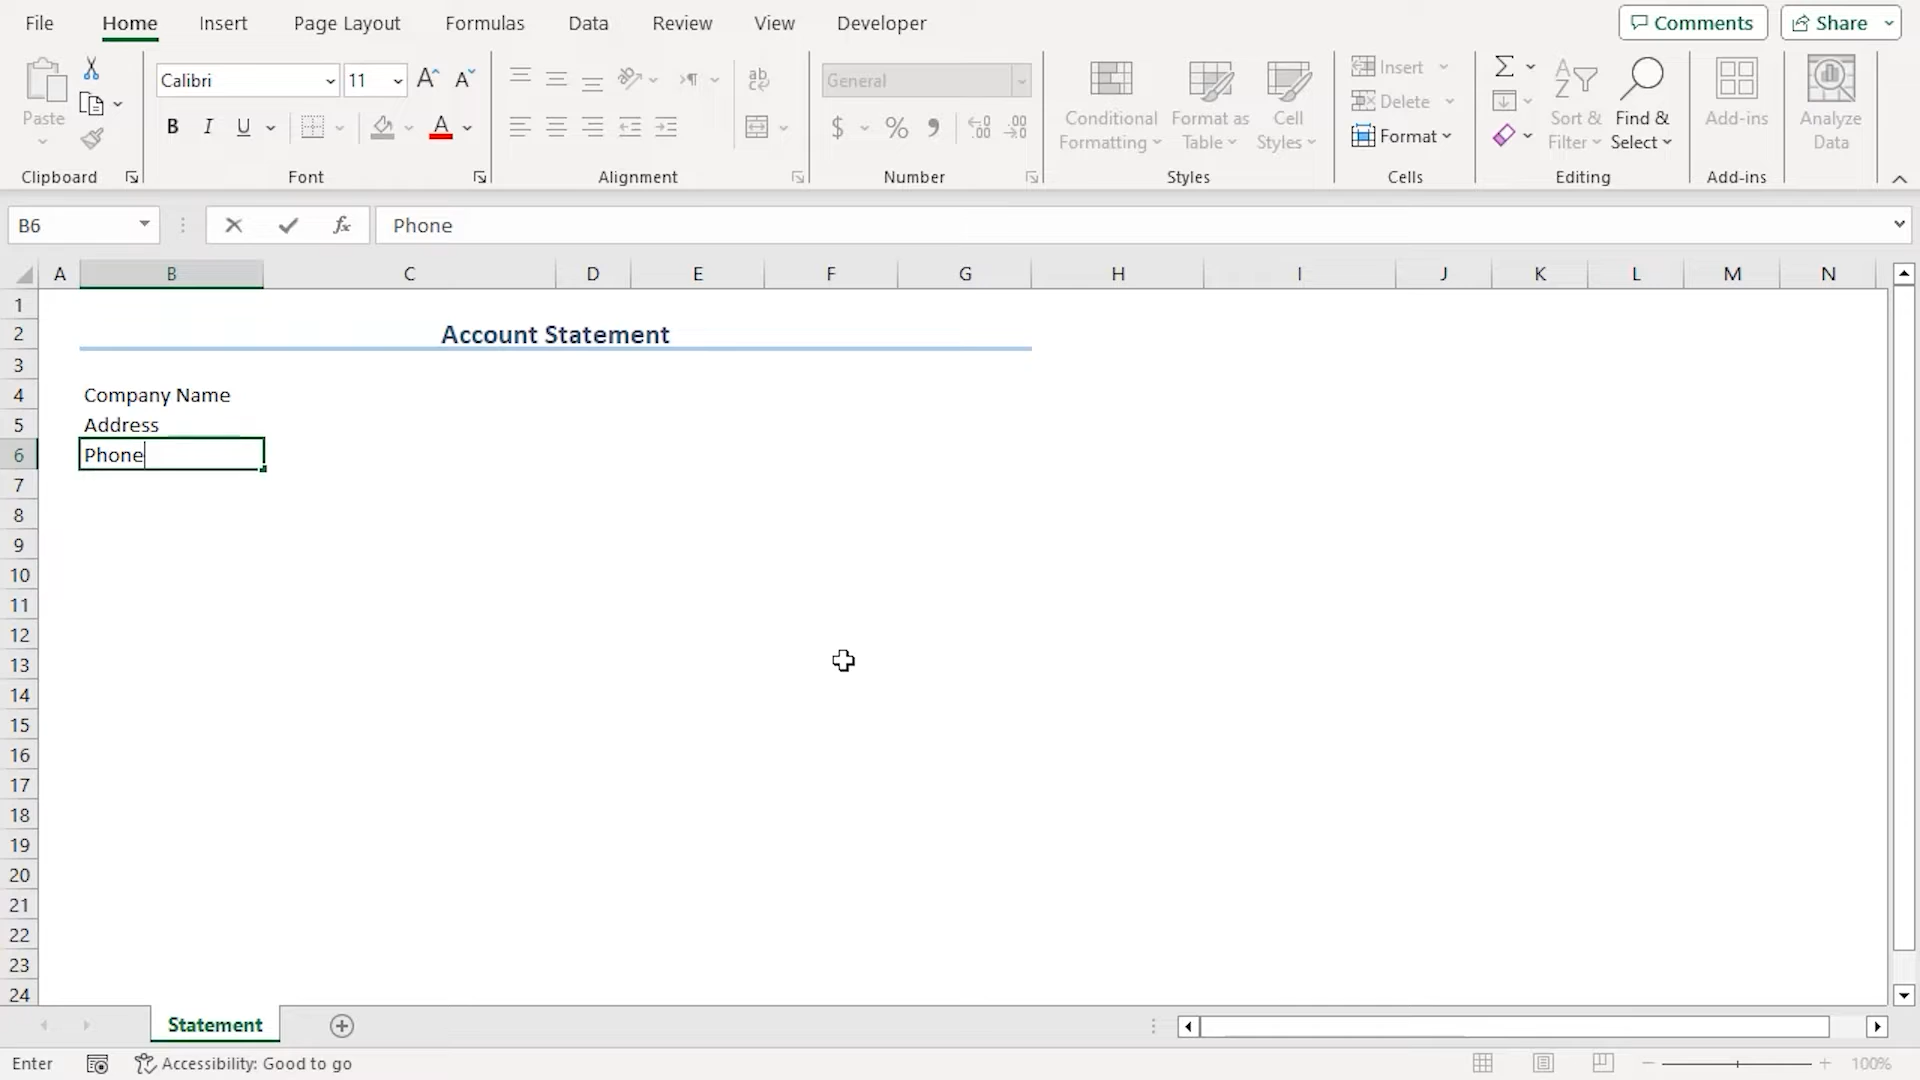 File Home Insert Page Layout Formulas Data Review View Developer Comments Share
Calibri 11 General
Paste Conditional Formatting Format as Table Cell Styles Insert Delete Format Sort & Filter Find & Select Add-ins Analyze Data
Clipboard Font Alignment Number Styles Cells Editing Add-ins
B6 fx Phone
A B C D E F G H I J K L M N
1
2 Account Statement
3
4 Company Name
5 Address
6 Phone
7
8
9
10
11
12
13
14
15
16
17
18
19
20
21
22
23
24
Statement
Enter Accessibility: Good to go 100%